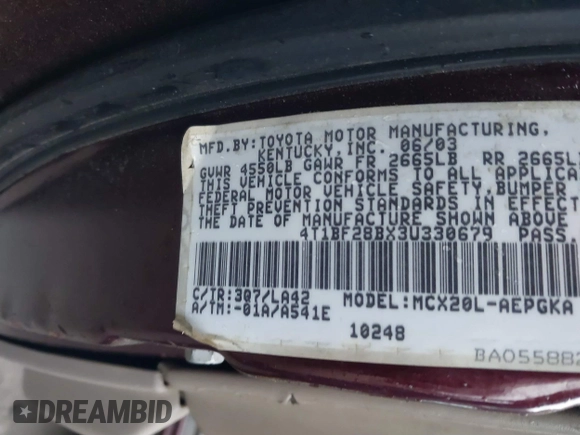 MFD.BY:TOYOTA MOTOR MANUFACTURING,
KENTUCKY,INC. 06/03
GVWR 4550LB GAWR FR 2665LB RR 2665L
THIS VEHICLE CONFORMS TO ALL APPLICA
FEDERAL MOTOR VEHICLE SAFETY,BUMPER
THEFT PREVENTION STANDARDS IN EFFECT
THE DATE OF MANUFACTURE SHOWN ABOVE
4T1BF28BX3U330679 PASS.
C/TR:3Q7/LA42 MODEL:MCX20L-AEPGKA
A/TM:-01A/A541E
10248
BA05588
DREAMBID